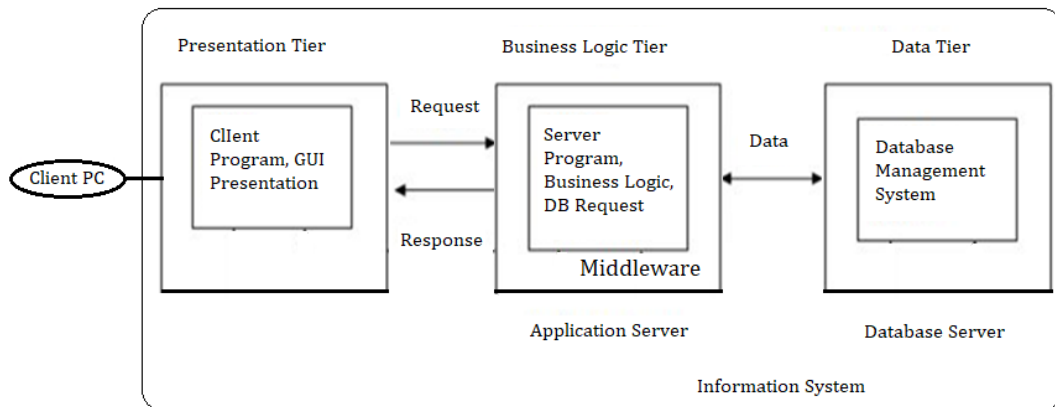 Presentation Tier
Business Logic Tier
Data Tier
Request
ClIent
Program, GUI
Presentation
Server
Program,
Business Logic,
DB Request
Data
Database
Management
System
Client PC
Response
Middleware
Application Server
Database Server
Information System